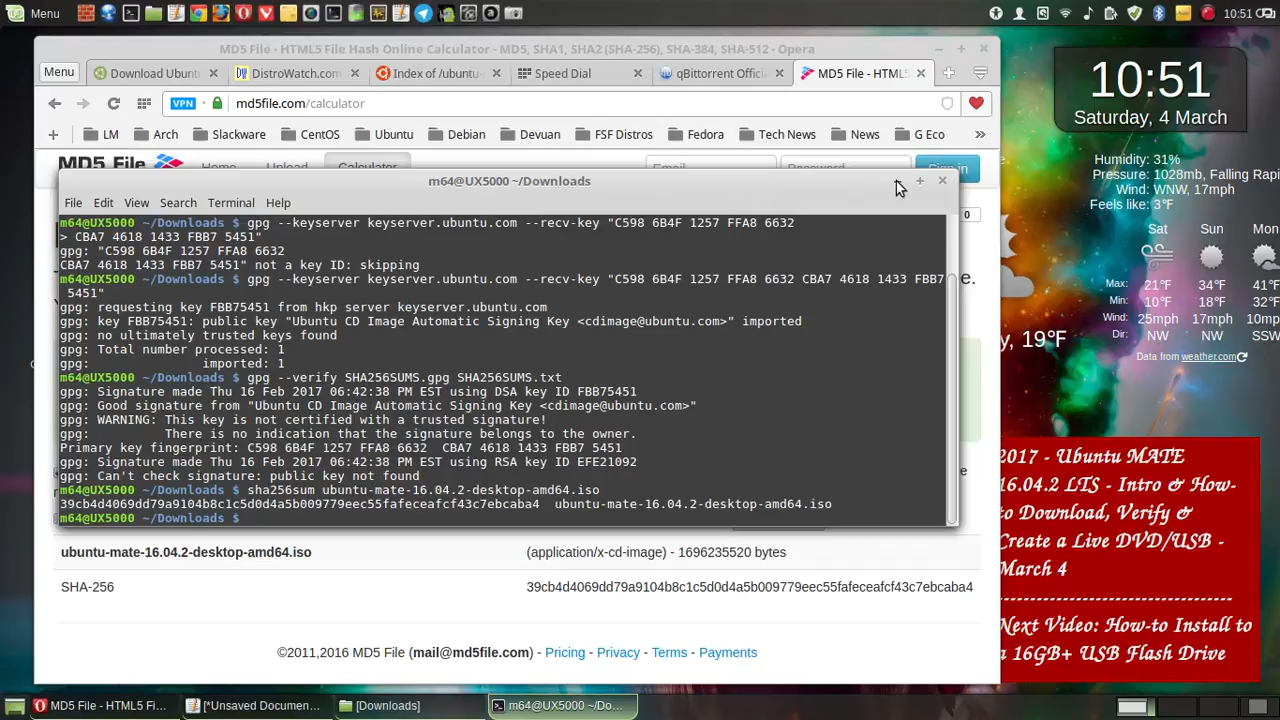 Menu
10:51
MD5 File - HTML5 File Hash Online Calculator - MD5, SHA1, SHA2 (SHA-256), SHA-384, SHA-512 - Opera
Menu
Download Ubunt
DistroWatch.com
Index of /ubuntu-
Speed Dial
qBittorrent Offici
MD5 File - HTML
VPN
md5file.com/calculator
LM
Arch
Slackware
CentOS
Ubuntu
Debian
Devuan
FSF Distros
Fedora
Tech News
News
G Eco
MD5 File
Home
Upload
Calculator
Email
Password
Sign in
m64@UX5000 ~/Downloads
File Edit View Search Terminal Help
0
m64@UX5000 ~/Downloads $ gpg --keyserver keyserver.ubuntu.com --recv-key "C598 6B4F 1257 FFA8 6632
> CBA7 4618 1433 FBB7 5451"
gpg: "C598 6B4F 1257 FFA8 6632
CBA7 4618 1433 FBB7 5451" not a key ID: skipping
m64@UX5000 ~/Downloads $ gpg --keyserver keyserver.ubuntu.com --recv-key "C598 6B4F 1257 FFA8 6632 CBA7 4618 1433 FBB7
5451"
gpg: requesting key FBB75451 from hkp server keyserver.ubuntu.com
gpg: key FBB75451: public key "Ubuntu CD Image Automatic Signing Key <cdimage@ubuntu.com>" imported
gpg: no ultimately trusted keys found
gpg: Total number processed: 1
gpg: imported: 1
m64@UX5000 ~/Downloads $ gpg --verify SHA256SUMS.gpg SHA256SUMS.txt
gpg: Signature made Thu 16 Feb 2017 06:42:38 PM EST using DSA key ID FBB75451
gpg: Good signature from "Ubuntu CD Image Automatic Signing Key <cdimage@ubuntu.com>"
gpg: WARNING: This key is not certified with a trusted signature!
gpg: There is no indication that the signature belongs to the owner.
Primary key fingerprint: C598 6B4F 1257 FFA8 6632 CBA7 4618 1433 FBB7 5451
gpg: Signature made Thu 16 Feb 2017 06:42:38 PM EST using RSA key ID EFE21092
gpg: Can't check signature: public key not found
m64@UX5000 ~/Downloads $ sha256sum ubuntu-mate-16.04.2-desktop-amd64.iso
39cb4d4069dd79a9104b8c1c5d0d4a5b009779eec55fafeceafcf43c7ebcaba4 ubuntu-mate-16.04.2-desktop-amd64.iso
m64@UX5000 ~/Downloads $
ubuntu-mate-16.04.2-desktop-amd64.iso (application/x-cd-image) - 1696235520 bytes
SHA-256 39cb4d4069dd79a9104b8c1c5d0d4a5b009779eec55fafeceafcf43c7ebcaba4
©2011,2016 MD5 File (mail@md5file.com) - Pricing - Privacy - Terms - Payments
10:51
Saturday, 4 March
Humidity: 31%
Pressure: 1028mb, Falling Rapi
Wind: WNW, 17mph
Feels like: 3°F
Sat Sun Mon
Max: 21°F 34°F 41°F
Min: 10°F 18°F 32°F
Wind: 25mph 17mph 10mp
Dir: NW NW SSW
y, 19°F
Data from weather.com
2017 - Ubuntu MATE
16.04.2 LTS - Intro & How-
to Download, Verify &
Create a Live DVD/USB -
March 4
----------------------------------
Next Video: How-to Install to
a 16GB+ USB Flash Drive
MD5 File - HTML5 Fi...
[*Unsaved Documen...
[Downloads]
m64@UX5000 ~/Do...